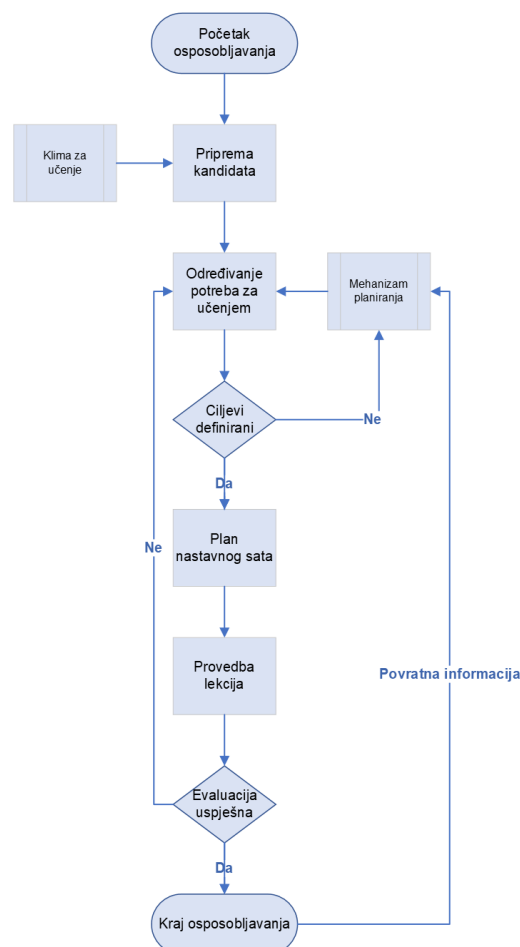 Početak
osposobljavanja
Klima za
učenje
Priprema
kandidata
Određivanje
potreba za
učenjem
Mehanizam
planiranja
Ciljevi
definirani
Ne
Da
Plan
nastavnog sata
Ne
Provedba
lekcija
Povratna informacija
Evaluacija
uspješna
Da
Kraj osposobljavanja